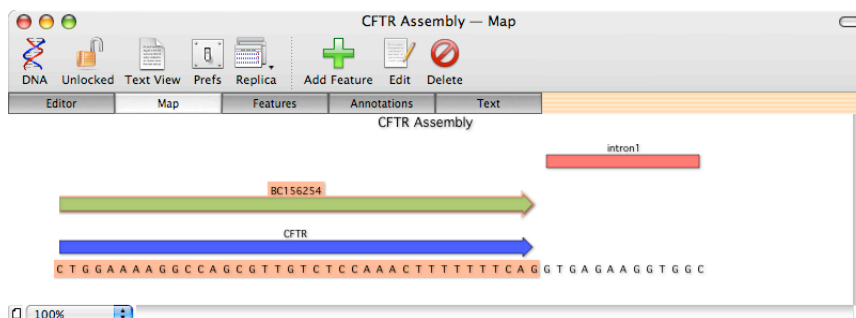 CFTR Assembly — Map
DNA Unlocked Text View Prefs Replica Add Feature Edit Delete
Editor Map Features Annotations Text
CFTR Assembly
intron1
BC156254
CFTR
C T G G A A A A G G C C A G C G T T G T C T C C A A A C T T T T T T T C A G G T G A G A A G G T G G C
100%